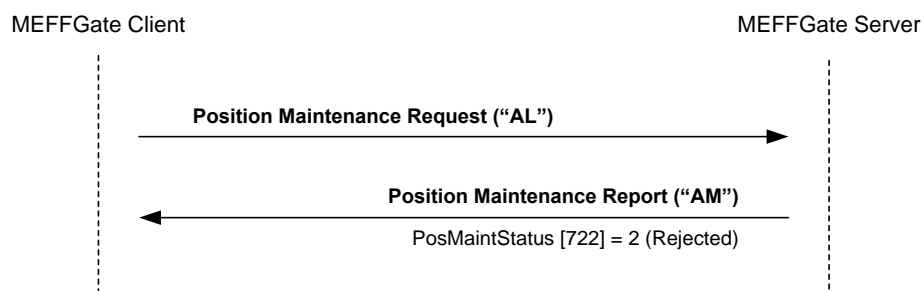 MEFFGate Client
MEFFGate Server
Position Maintenance Request (“AL”)
Position Maintenance Report (“AM”)
PosMaintStatus [722] = 2 (Rejected)